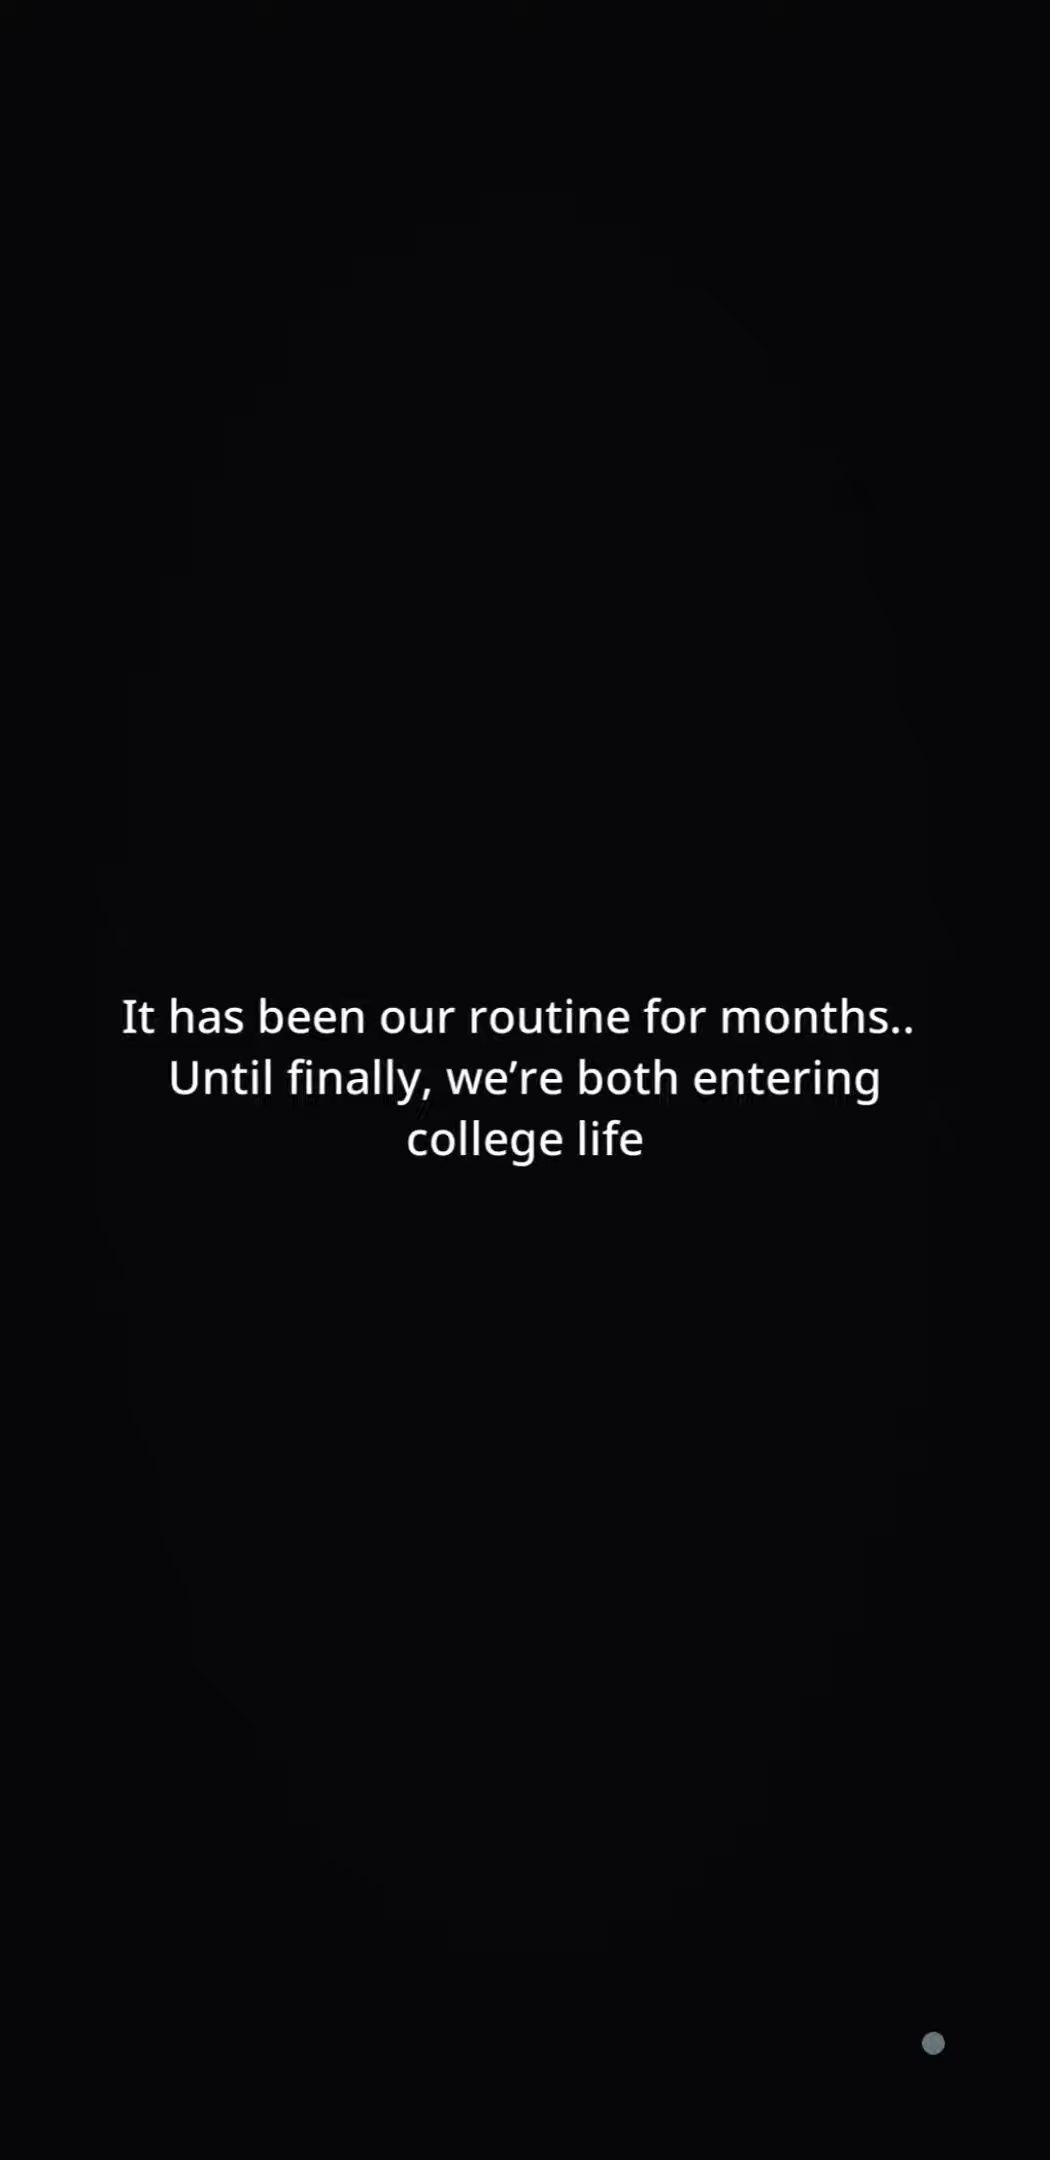 It has been our routine for months..
Until finally, we’re both entering
college life